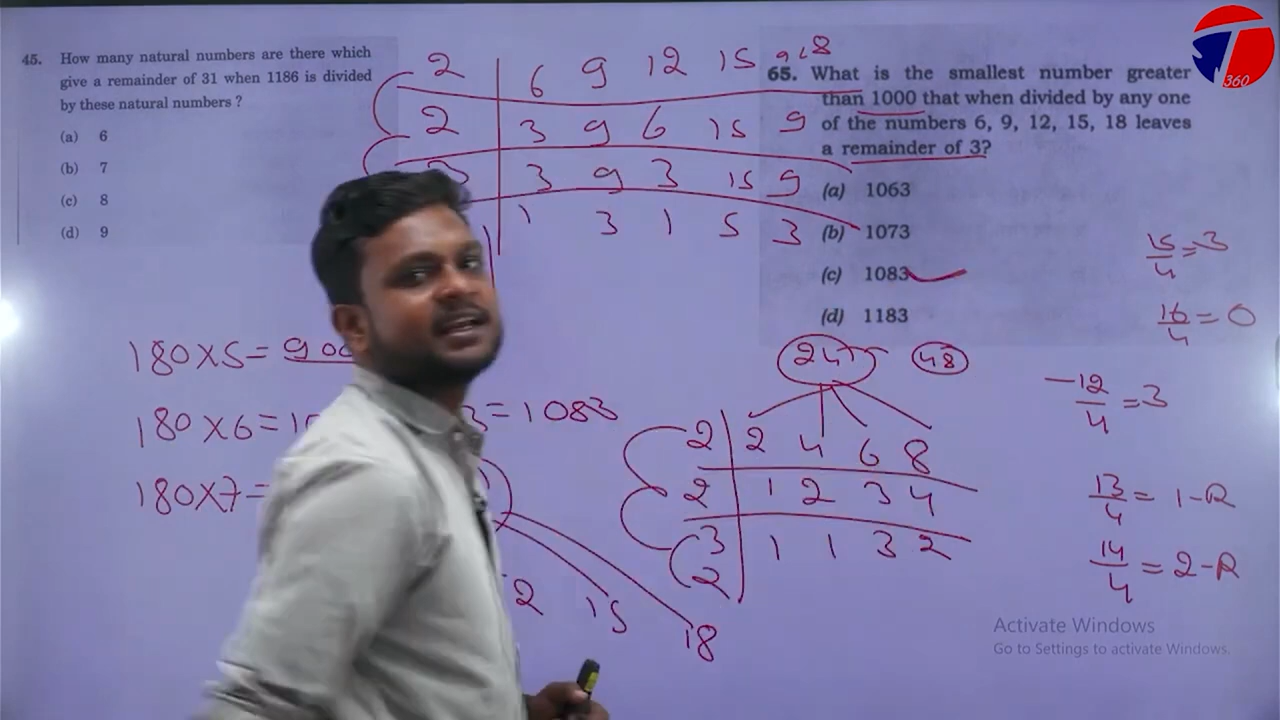 45. How many natural numbers are there which
give a remainder of 31 when 1186 is divided
by these natural numbers ?
(a) 6
(b) 7
(c) 8
(d) 9
2 6 9 12 15 18
2 3 9 6 15 9
3 3 9 3 15 9
1 3 1 5 3
65. What is the smallest number greater
than 1000 that when divided by any one
of the numbers 6, 9, 12, 15, 18 leaves
a remainder of 3?
(a) 1063
(b) 1073
(c) 1083
(d) 1183
360
15/4 = 3
16/4 = 0
12/4 = 3
13/4 = 1-R
14/4 = 2-R
180×5= 900
180×6=10 3=1083
180×7=
2 15 18
24 48
2 2 4 6 8
2 1 2 3 4
3 1 1 3 2
2
Activate Windows
Go to Settings to activate Windows.